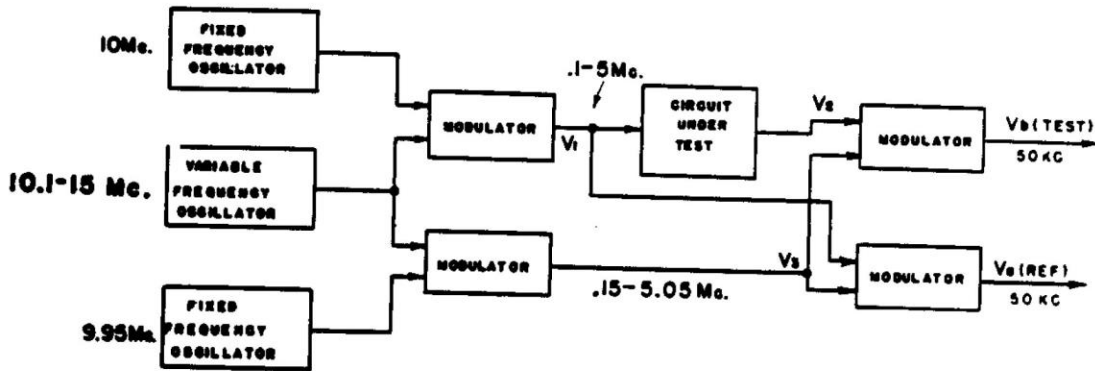 10Mc.
FIXED
FREQUENCY
OSCILLATOR
MODULATOR
.1-5Mc.
V1
CIRCUIT
UNDER
TEST
V2
MODULATOR
Vb (TEST)
50 KC
10.1-15 Mc.
VARIABLE
FREQUENCY
OSCILLATOR
MODULATOR
.15-5.05 Mc.
V3
MODULATOR
Va (REF)
50 KC
9.95Mc.
FIXED
FREQUENCY
OSCILLATOR